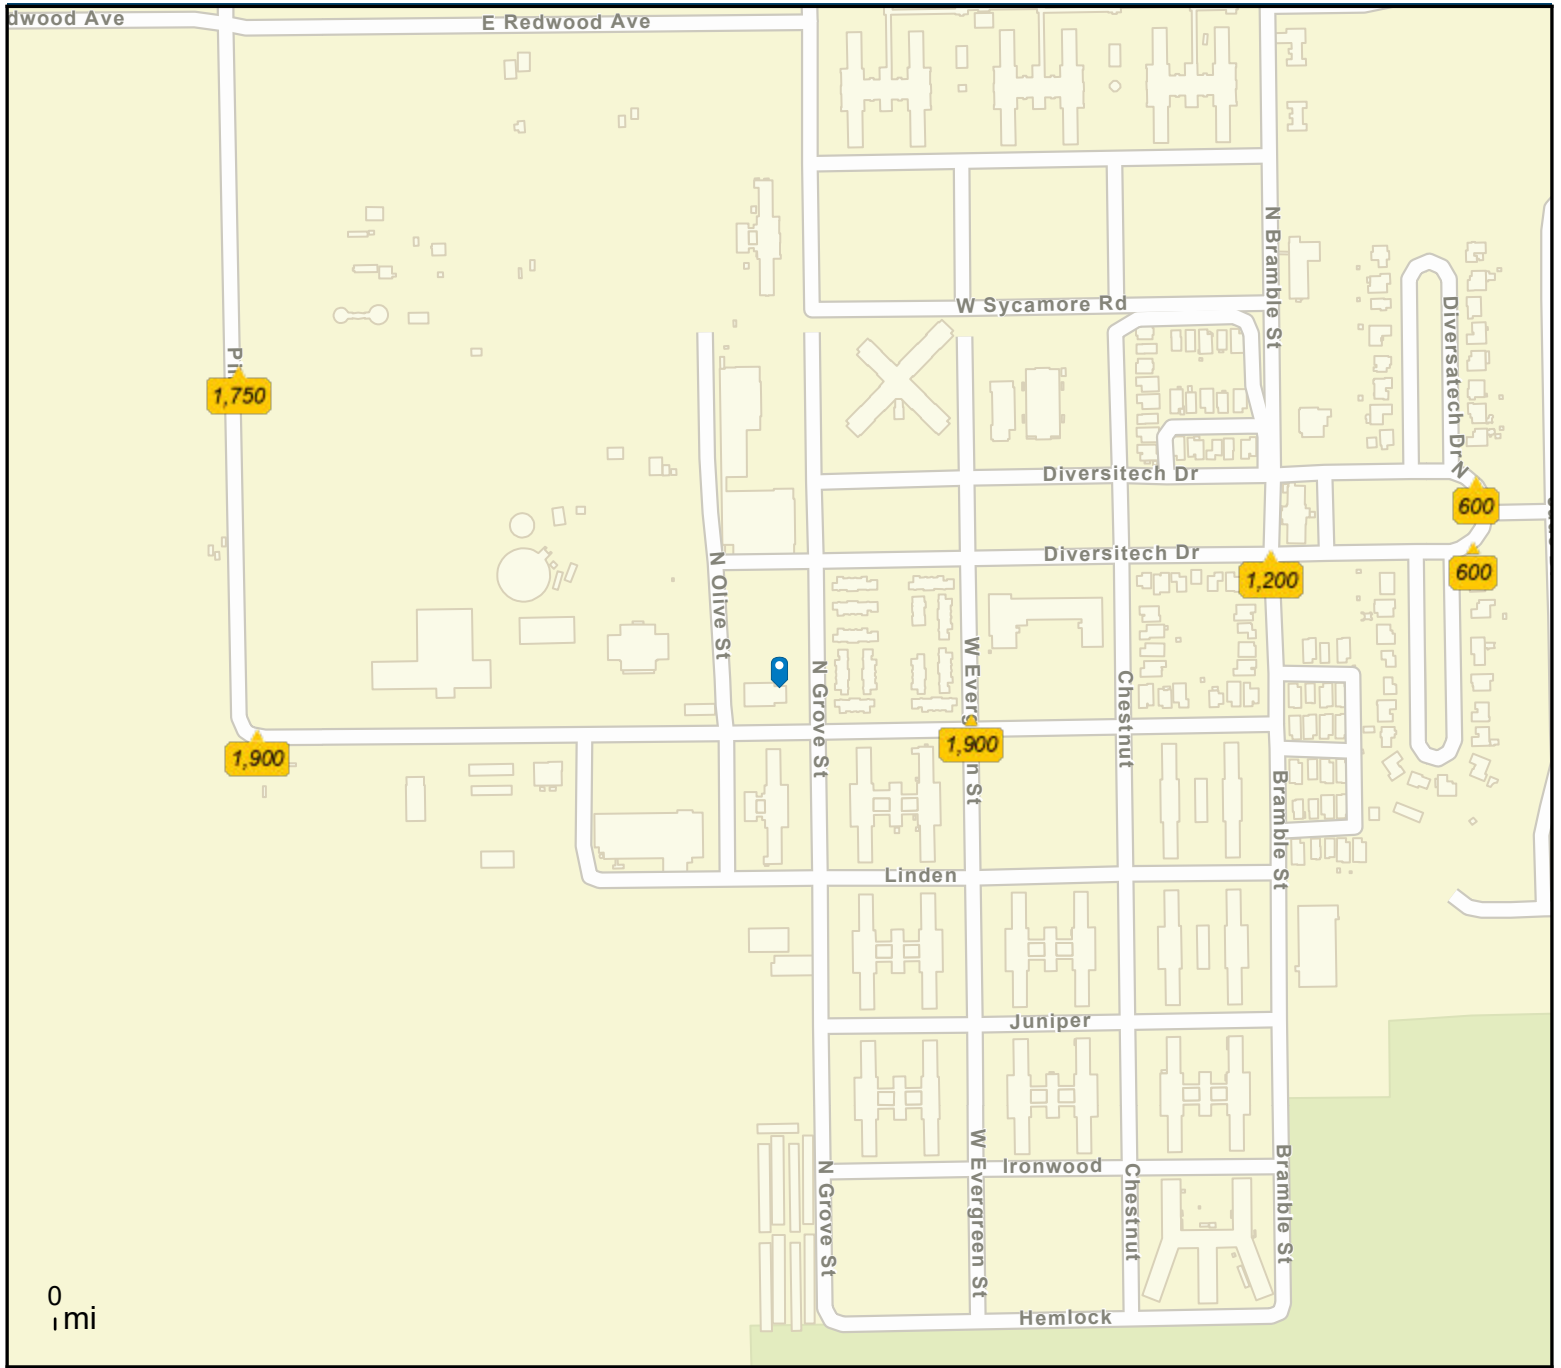 dwood Ave
E Redwood Ave
N Bramble St
W Sycamore Rd
Diversatech Dr N
1,750
Diversitech Dr
600
Diversitech Dr
600
1,200
N Olive St
N Grove St
W Everg
n St
Chestnut
1,900
1,900
Bramble St
Linden
Juniper
Ironwood
N Grove St
W Evergreen St
Chestnut
Bramble St
Hemlock
0
mi